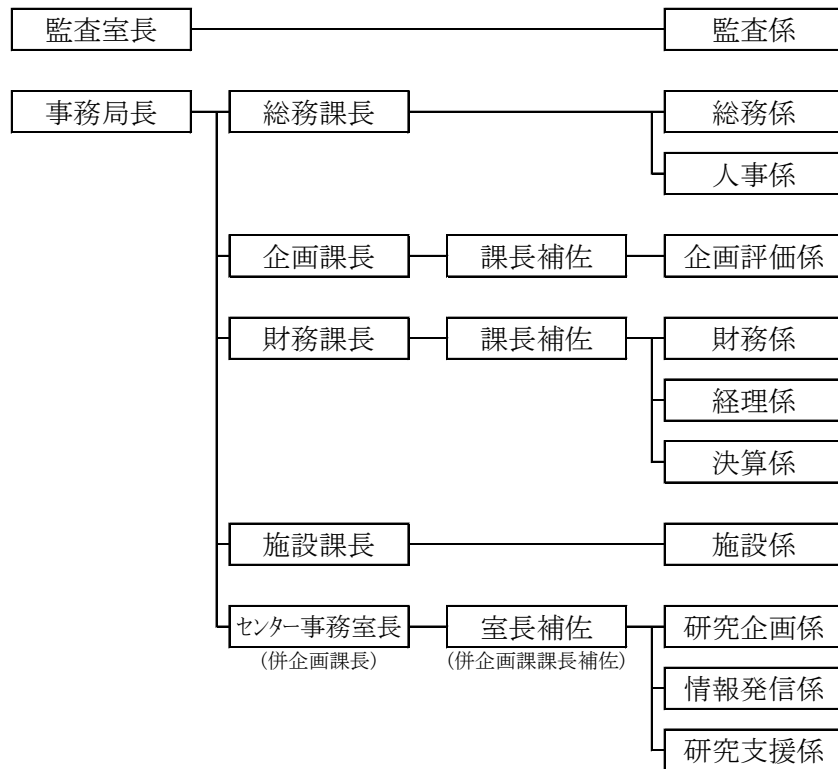 監査室長 監査係
事務局長 総務課長 総務係
人事係
企画課長 課長補佐 企画評価係
財務課長 課長補佐 財務係
経理係
決算係
施設課長 施設係
センター事務室長 室長補佐 研究企画係
(併企画課長) (併企画課課長補佐)
情報発信係
研究支援係